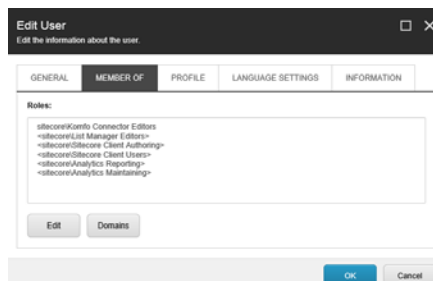 Edit User
Edit the information about the user.
GENERAL
MEMBER OF
PROFILE
LANGUAGE SETTINGS
INFORMATION
Roles:
sitecore\Komfo Connector Editors
<sitecore\List Manager Editors>
<sitecore\Sitecore Client Authoring>
<sitecore\Sitecore Client Users>
<sitecore\Analytics Reporting>
<sitecore\Analytics Maintaining>
Edit
Domains
OK
Cancel